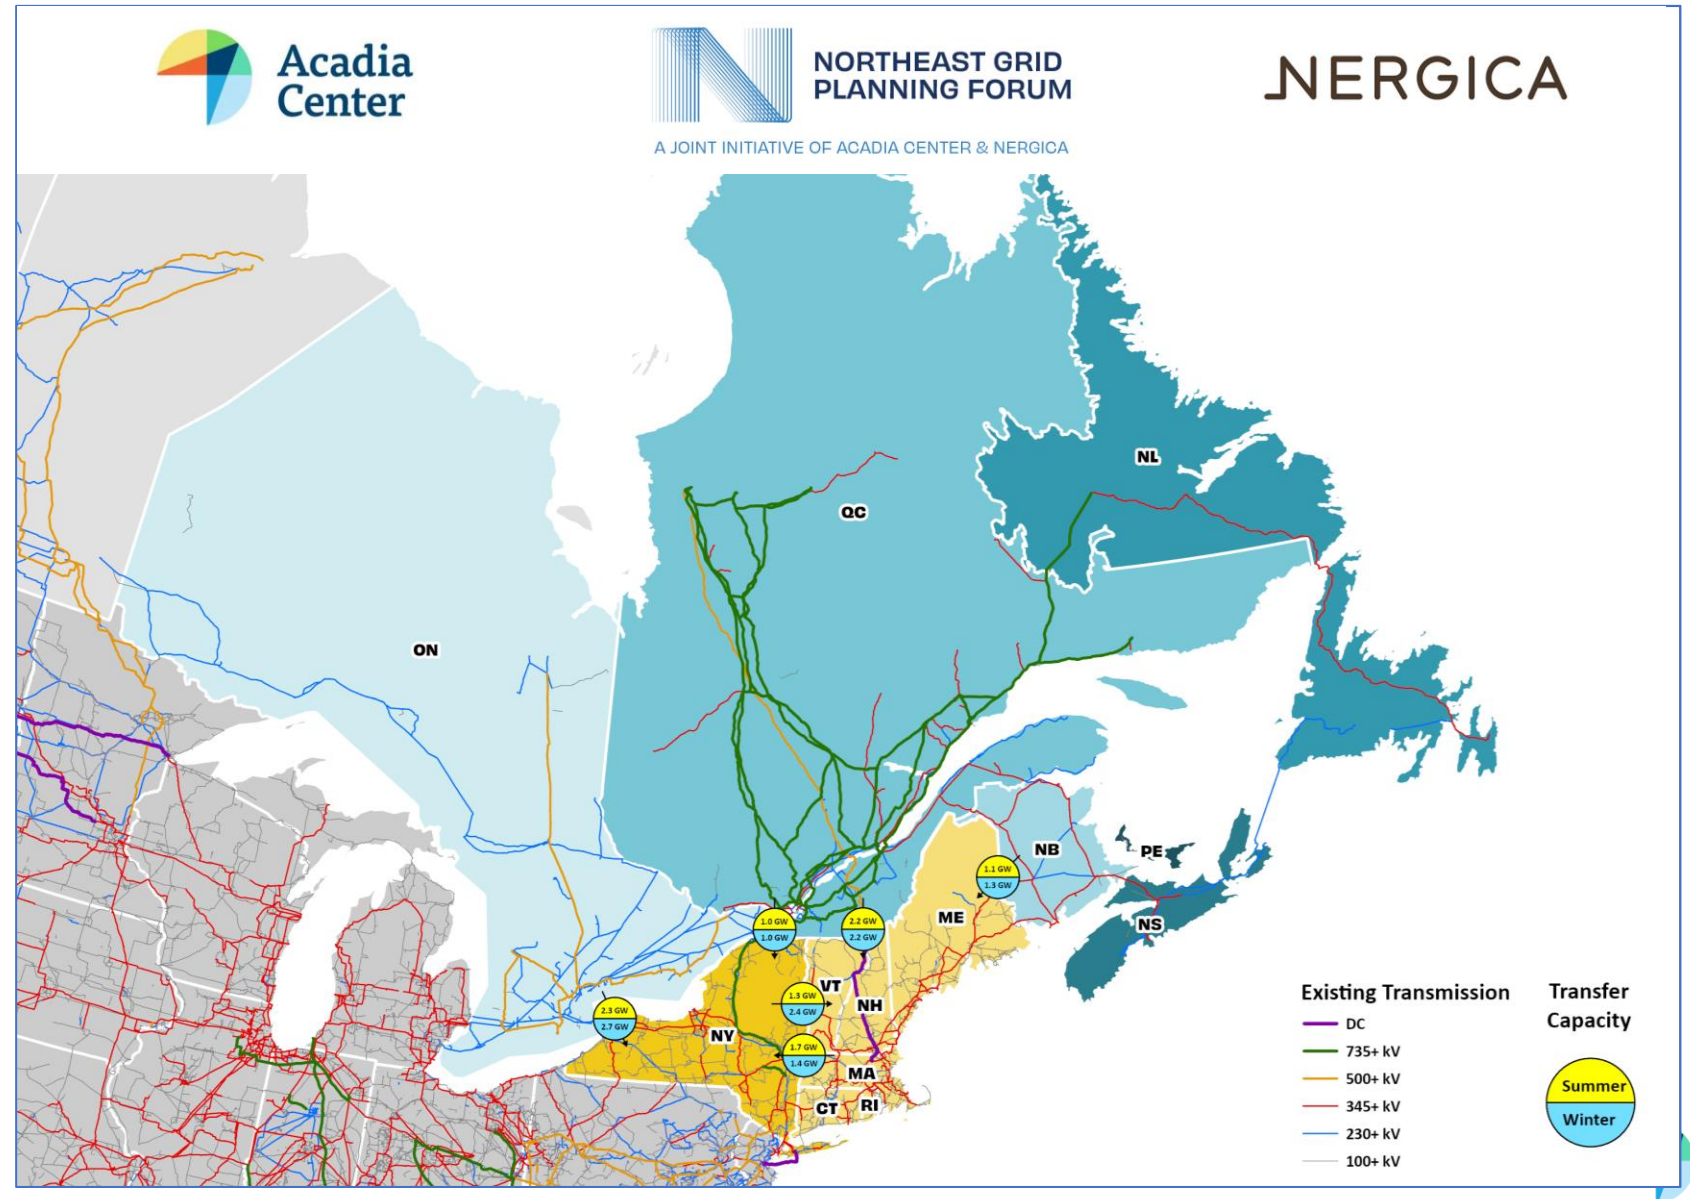 Acadia
Center
NORTHEAST GRID
PLANNING FORUM
A JOINT INITIATIVE OF ACADIA CENTER & NERGICA
NERGICA
NL
QC
ON
NB
PE
NS
ME
1.1 GW
1.3 GW
1.0 GW
1.0 GW
2.2 GW
2.2 GW
VT
NH
1.3 GW
2.4 GW
2.3 GW
2.7 GW
NY
1.7 GW
1.4 GW
MA
CT
RI
Existing Transmission
DC
735+ kV
500+ kV
345+ kV
230+ kV
100+ kV
Transfer
Capacity
Summer
Winter